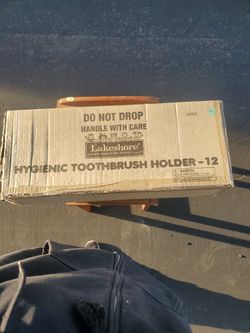 DO NOT DROP
HANDLE WITH CARE
Lakeshore
HYGIENIC TOOTHBRUSH HOLDER - 12